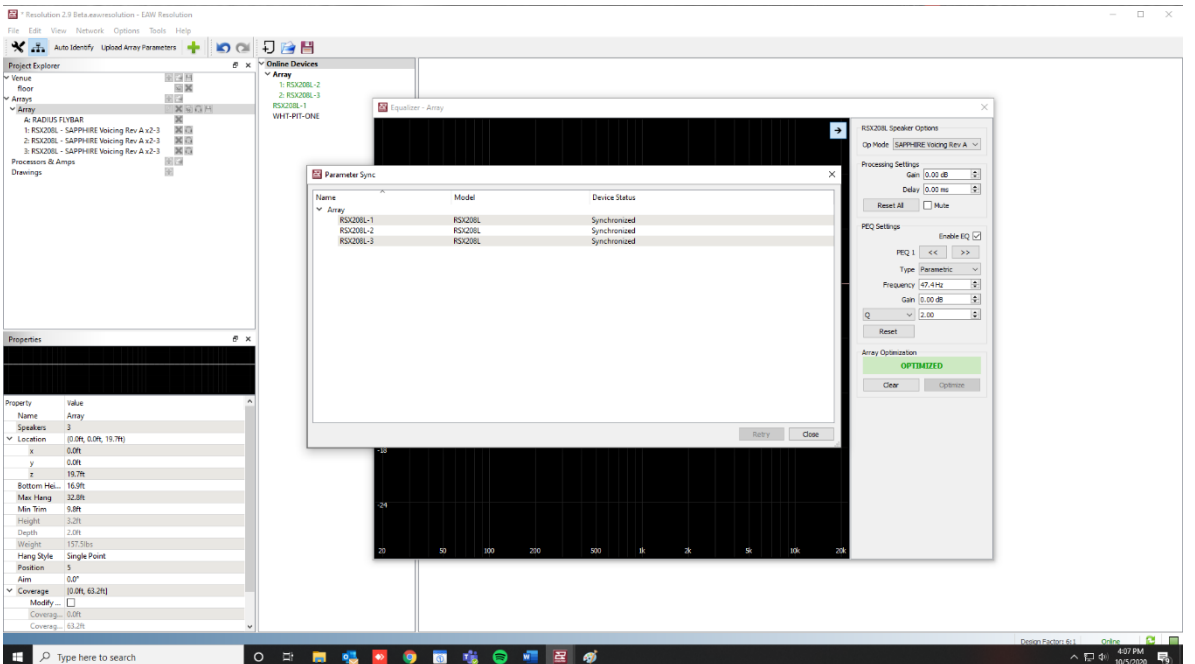 * Resolution 2.9 Beta.eawresolution - EAW Resolution
File Edit View Network Options Tools Help
Auto Identify Upload Array Parameters
Project Explorer
Venue
floor
Arrays
Array
A: RADIUS FLYBAR
1: RSX208L - SAPPHIRE Voicing Rev A x2-3
2: RSX208L - SAPPHIRE Voicing Rev A x2-3
3: RSX208L - SAPPHIRE Voicing Rev A x2-3
Processors & Amps
Drawings
Online Devices
Array
1: RSX208L-2
2: RSX208L-3
RSX208L-1
WHT-PIT-ONE
Equalizer - Array
Parameter Sync
Name Model Device Status
Array
RSX208L-1 RSX208L Synchronized
RSX208L-2 RSX208L Synchronized
RSX208L-3 RSX208L Synchronized
Retry Close
-18
-24
20 50 100 200 500 1k 2k 5k 10k 20k
RSX208L Speaker Options
Op Mode SAPPHIRE Voicing Rev A
Processing Settings
Gain 0.00 dB
Delay 0.00 ms
Reset All Mute
PEQ Settings
Enable EQ
PEQ 1 << >>
Type Parametric
Frequency 47.4 Hz
Gain 0.00 dB
Q 2.00
Reset
Array Optimization
OPTIMIZED
Clear Optimize
Properties
Property Value
Name Array
Speakers 3
Location (0.0ft, 0.0ft, 19.7ft)
x 0.0ft
y 0.0ft
z 19.7ft
Bottom Hei... 16.9ft
Max Hang 32.8ft
Min Trim 9.8ft
Height 3.2ft
Depth 2.0ft
Weight 157.5lbs
Hang Style Single Point
Position 5
Aim 0.0°
Coverage [0.0ft, 63.2ft]
Modify ...
Coverag... 0.0ft
Coverag... 63.2ft
Design Factor: 6:1 Online
Type here to search
4:07 PM
10/5/2020